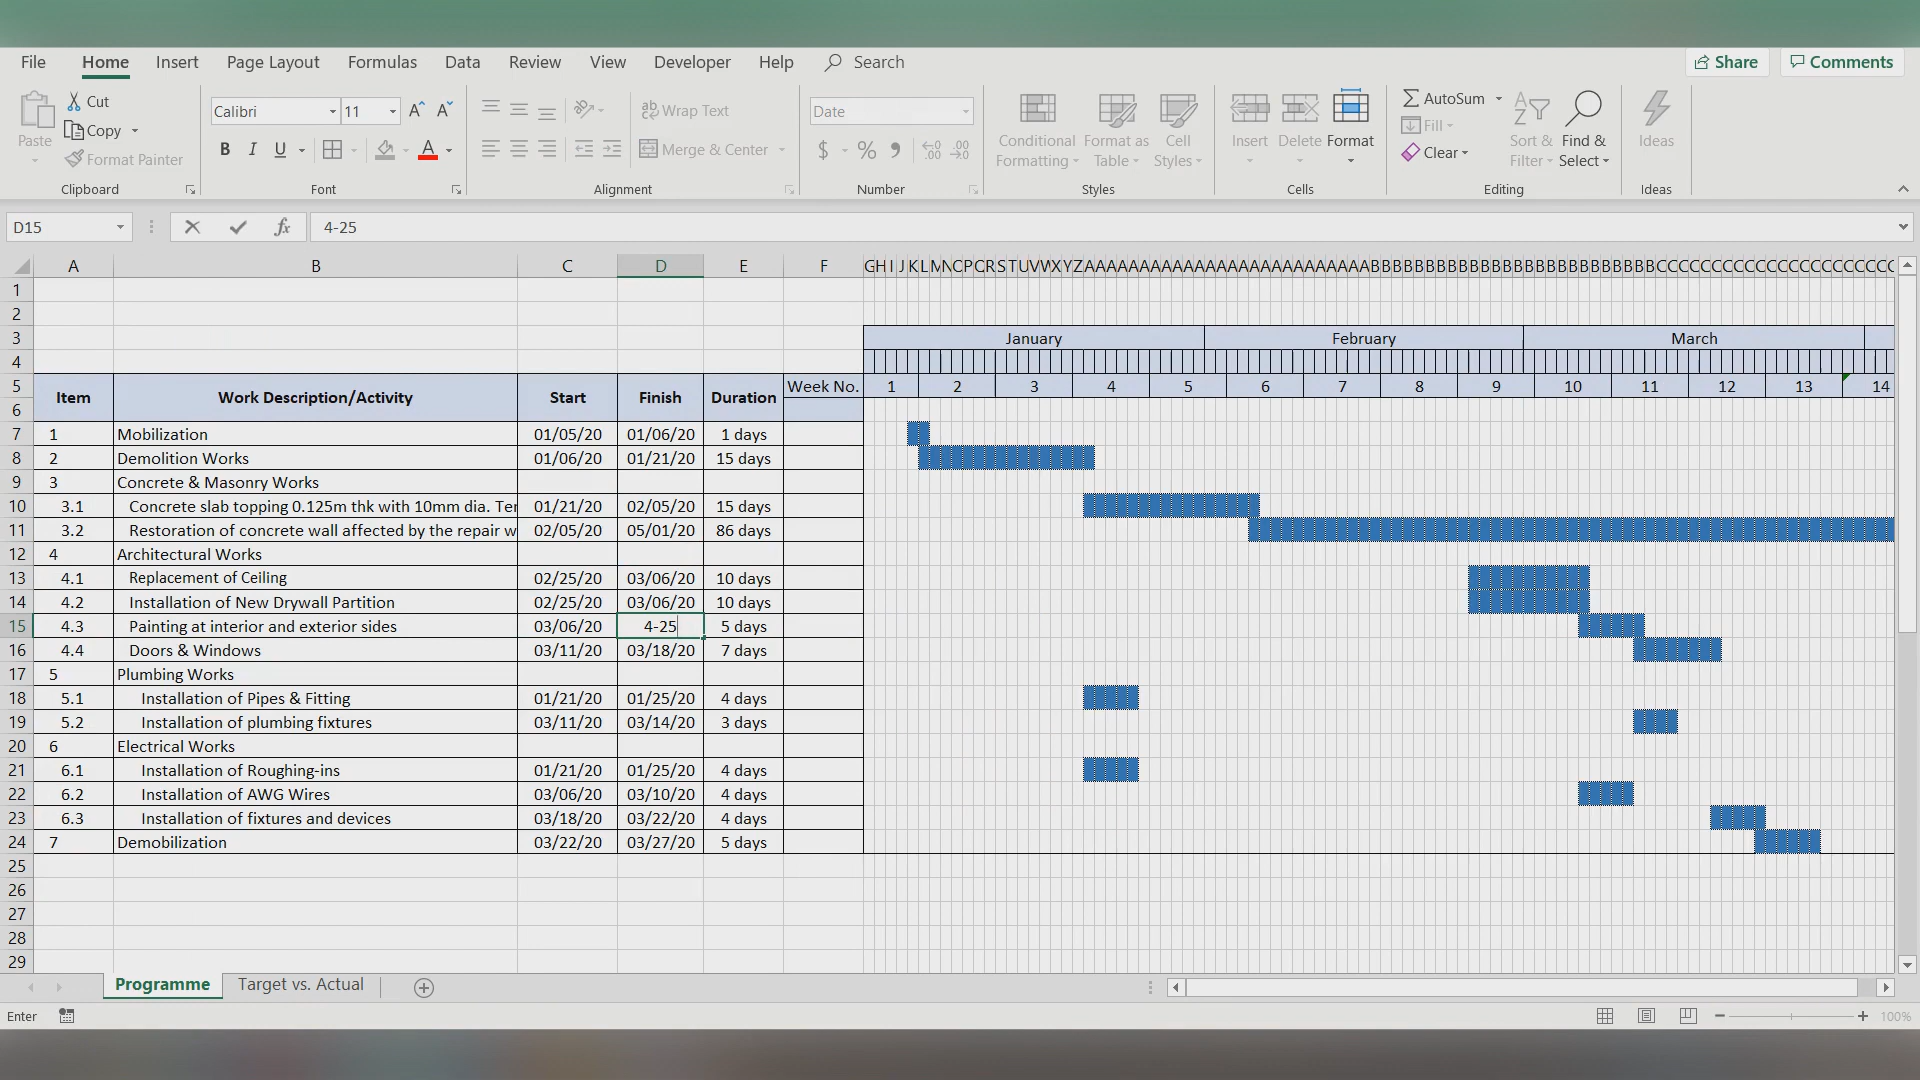 File Home Insert Page Layout Formulas Data Review View Developer Help Search Share Comments
Cut
Copy
Format Painter
Paste
Clipboard
Calibri 11
B I U A
Font
Wrap Text
Merge & Center
Alignment
Date
$ % 9
Number
Conditional Formatting
Format as Table
Cell Styles
Styles
Insert Delete Format
Cells
AutoSum
Fill
Clear
Sort & Filter
Find & Select
Editing
Ideas
Ideas
D15 fx 4-25
A B C D E F
1
2
3 January February March
4
5 Item Work Description/Activity Start Finish Duration Week No. 1 2 3 4 5 6 7 8 9 10 11 12 13 14
6
7 1 Mobilization 01/05/20 01/06/20 1 days
8 2 Demolition Works 01/06/20 01/21/20 15 days
9 3 Concrete & Masonry Works
10 3.1 Concrete slab topping 0.125m thk with 10mm dia. Ter 01/21/20 02/05/20 15 days
11 3.2 Restoration of concrete wall affected by the repair w 02/05/20 05/01/20 86 days
12 4 Architectural Works
13 4.1 Replacement of Ceiling 02/25/20 03/06/20 10 days
14 4.2 Installation of New Drywall Partition 02/25/20 03/06/20 10 days
15 4.3 Painting at interior and exterior sides 03/06/20 4-25 5 days
16 4.4 Doors & Windows 03/11/20 03/18/20 7 days
17 5 Plumbing Works
18 5.1 Installation of Pipes & Fitting 01/21/20 01/25/20 4 days
19 5.2 Installation of plumbing fixtures 03/11/20 03/14/20 3 days
20 6 Electrical Works
21 6.1 Installation of Roughing-ins 01/21/20 01/25/20 4 days
22 6.2 Installation of AWG Wires 03/06/20 03/10/20 4 days
23 6.3 Installation of fixtures and devices 03/18/20 03/22/20 4 days
24 7 Demobilization 03/22/20 03/27/20 5 days
25
26
27
28
29
Programme Target vs. Actual
Enter 100%